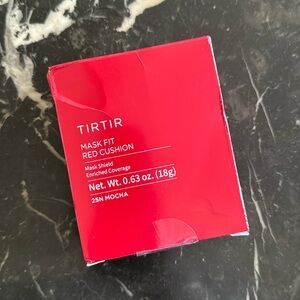 TIRTIR
MASK FIT
RED CUSHION
Mask Shield
Enriched Coverage
Net. Wt. 0.63 oz. (18g)
25N MOCHA